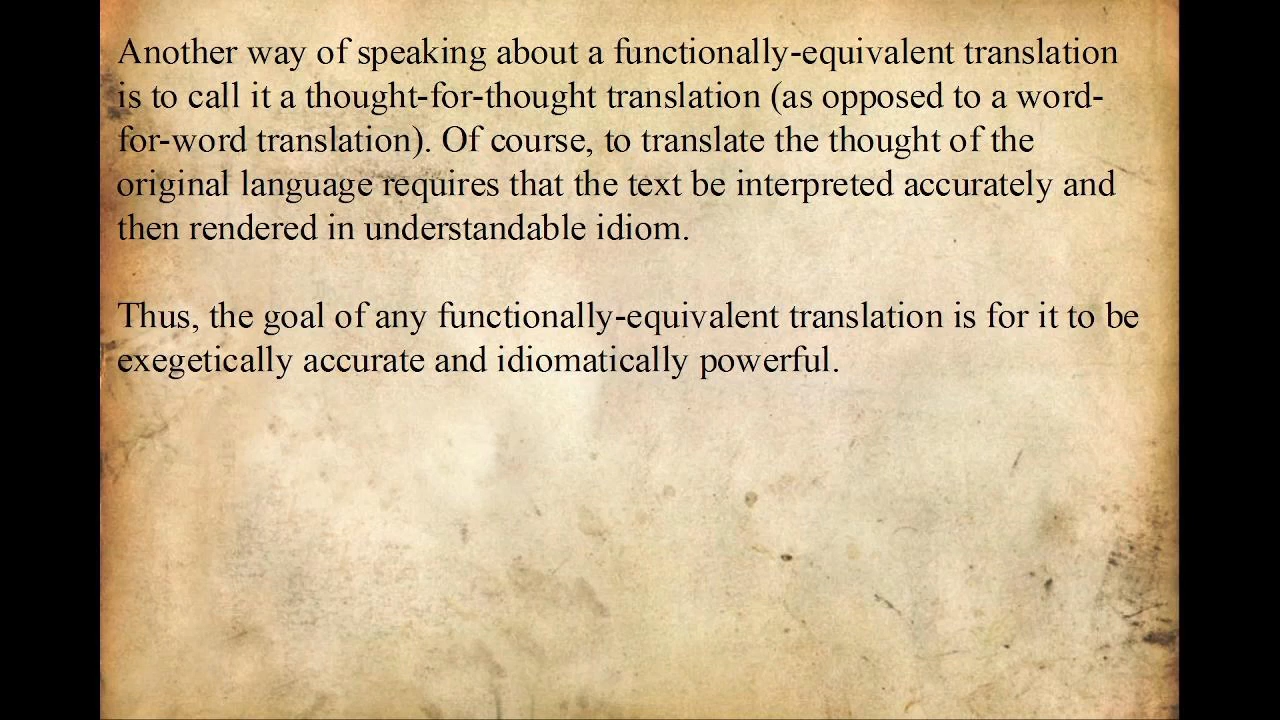 Another way of speaking about a functionally-equivalent translation
is to call it a thought-for-thought translation (as opposed to a word-
for-word translation). Of course, to translate the thought of the
original language requires that the text be interpreted accurately and
then rendered in understandable idiom.
Thus, the goal of any functionally-equivalent translation is for it to be
exegetically accurate and idiomatically powerful.